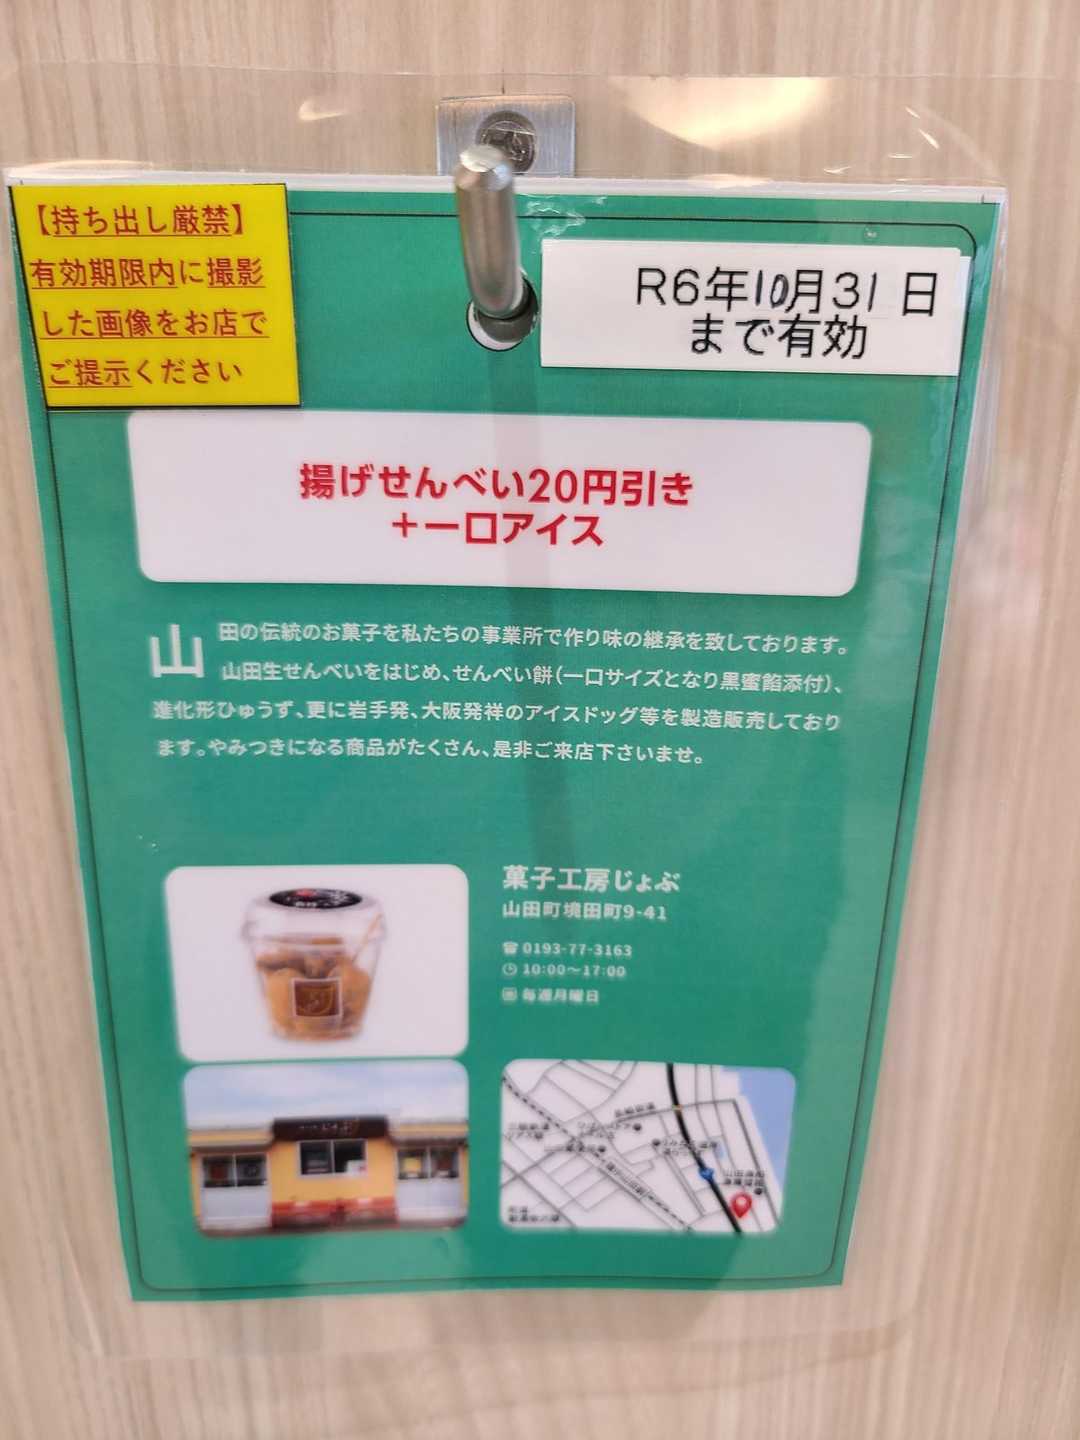 【持ち出し厳禁】
有効期限内に撮影
した画像をお店で
ご提示ください
R6年10月31日
まで有効
揚げせんべい20円引き
+一口アイス
山田の伝統のお菓子を私たちの事業所で作り味の継承を致しております。
山田生せんべいをはじめ、せんべい餅(一口サイズとなり黒蜜餡添付)、
進化形ひゅうず、更に岩手発、大阪発祥のアイスドッグ等を製造販売しており
ます。やみつきになる商品がたくさん、是非ご来店下さいませ。
菓子工房じょぶ
山田町境田町9-41
☎ 0193-77-3163
10:00〜17:00
毎週月曜日